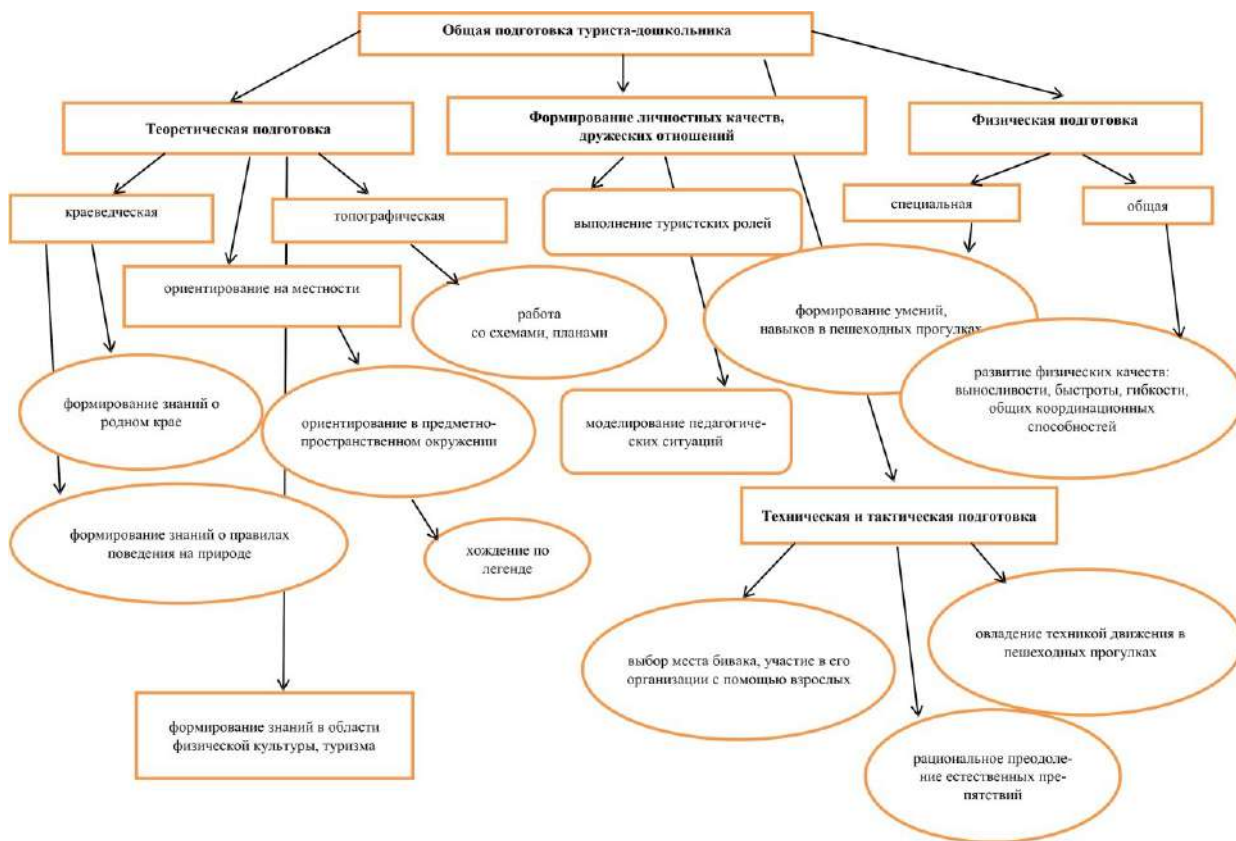 Общая подготовка туриста-дошкольника
Теоретическая подготовка
Формирование личностных качеств,
дружеских отношений
Физическая подготовка
краеведческая
топографическая
выполнение туристских ролей
специальная
общая
ориентирование на местности
работа
со схемами, планами
формирование умений,
навыков в пешеходных прогулках
развитие физических качеств:
выносливости, быстроты, гибкости,
общих координационных
способностей
формирование знаний о
родном крае
ориентирование в предметно-
пространственном окружении
моделирование педагогичес-
ких ситуаций
Техническая и тактическая подготовка
формирование знаний о правилах
поведения на природе
хождение по
легенде
выбор места бивака, участие в его
организации с помощью взрослых
овладение техникой движения в
пешеходных прогулках
формирование знаний в области
физической культуры, туризма
рациональное преодоле-
ние естественных пре-
пятствий